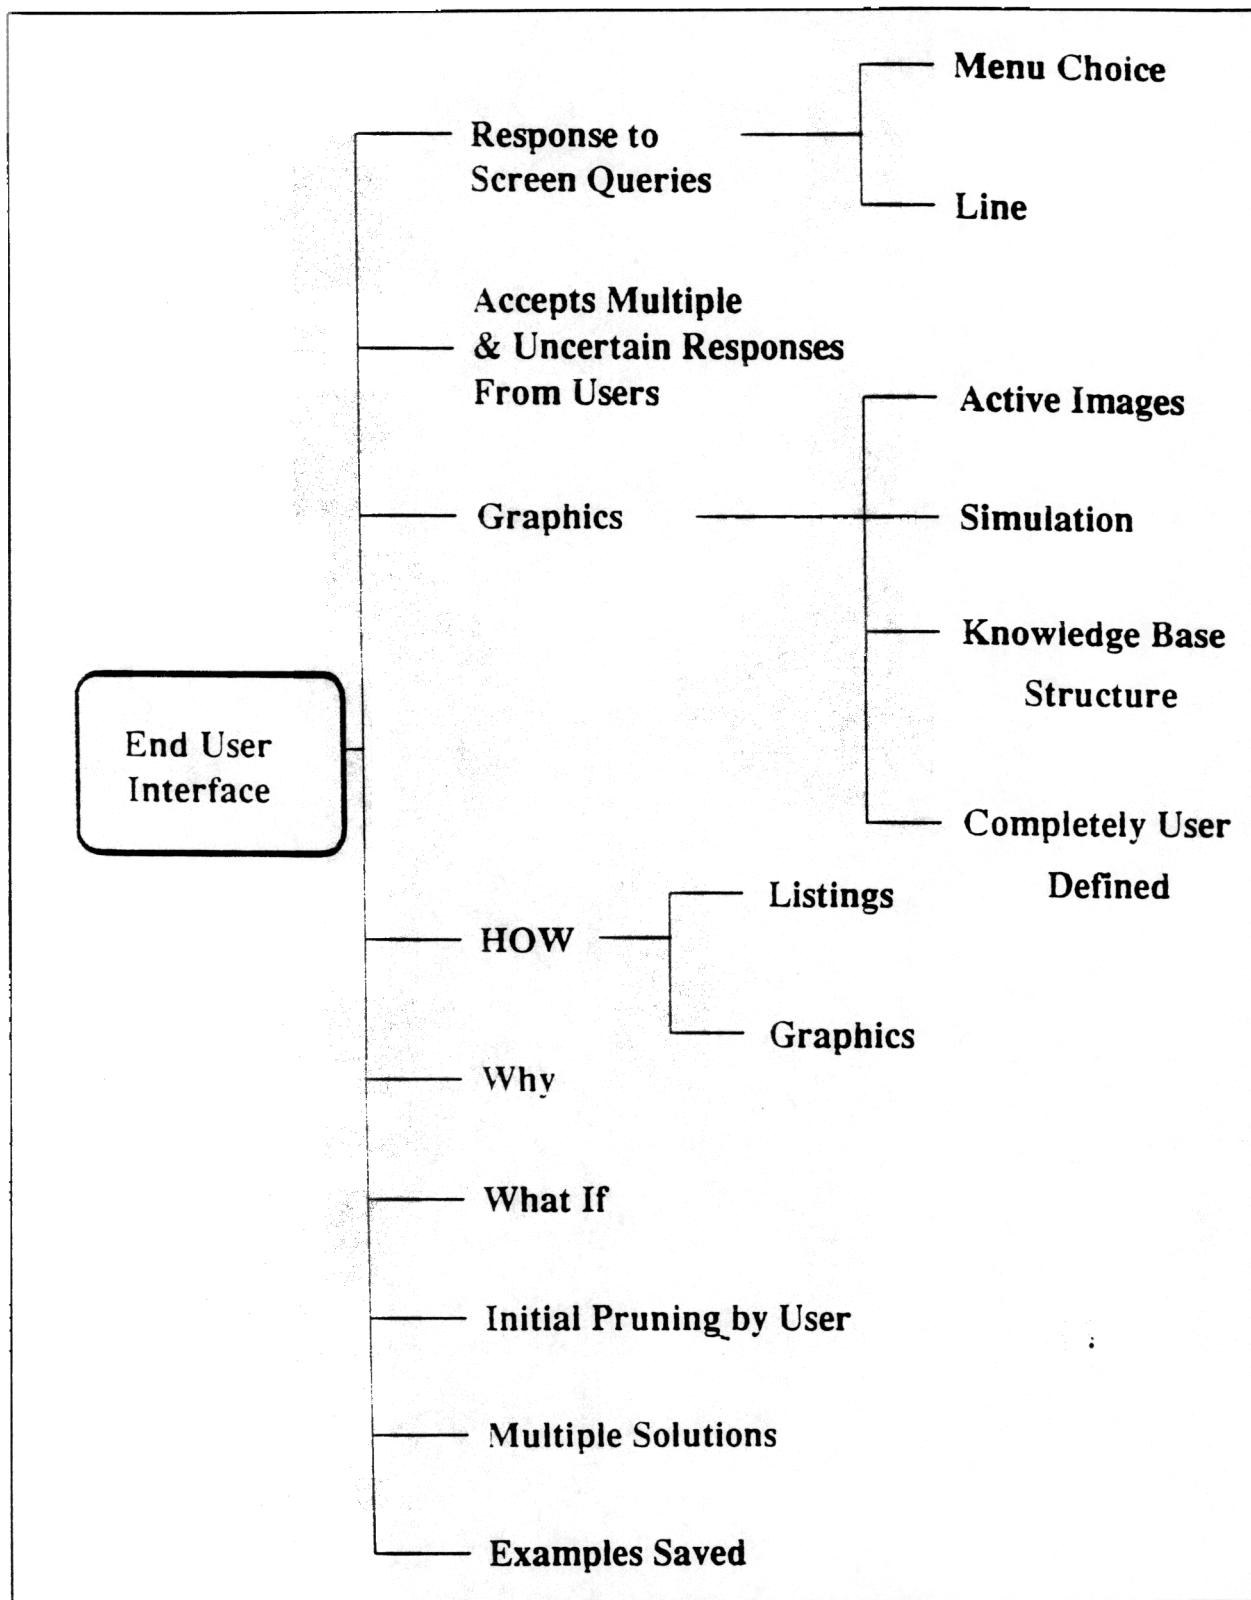 Menu Choice
Response to
Screen Queries
Line
Accepts Multiple
& Uncertain Responses
From Users
Active Images
Graphics
Simulation
Knowledge Base
Structure
End User
Interface
Completely User
Defined
Listings
HOW
Graphics
Why
What If
Initial Pruning by User
Multiple Solutions
Examples Saved